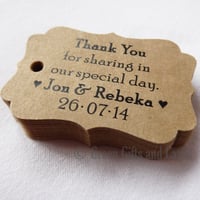 Thank You
for sharing in
our special day.
♥ Jon & Rebeka ♥
26·07·14